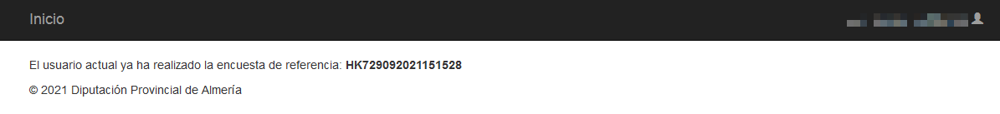 Inicio
El usuario actual ya ha realizado la encuesta de referencia: HK729092021151528
© 2021 Diputación Provincial de Almería